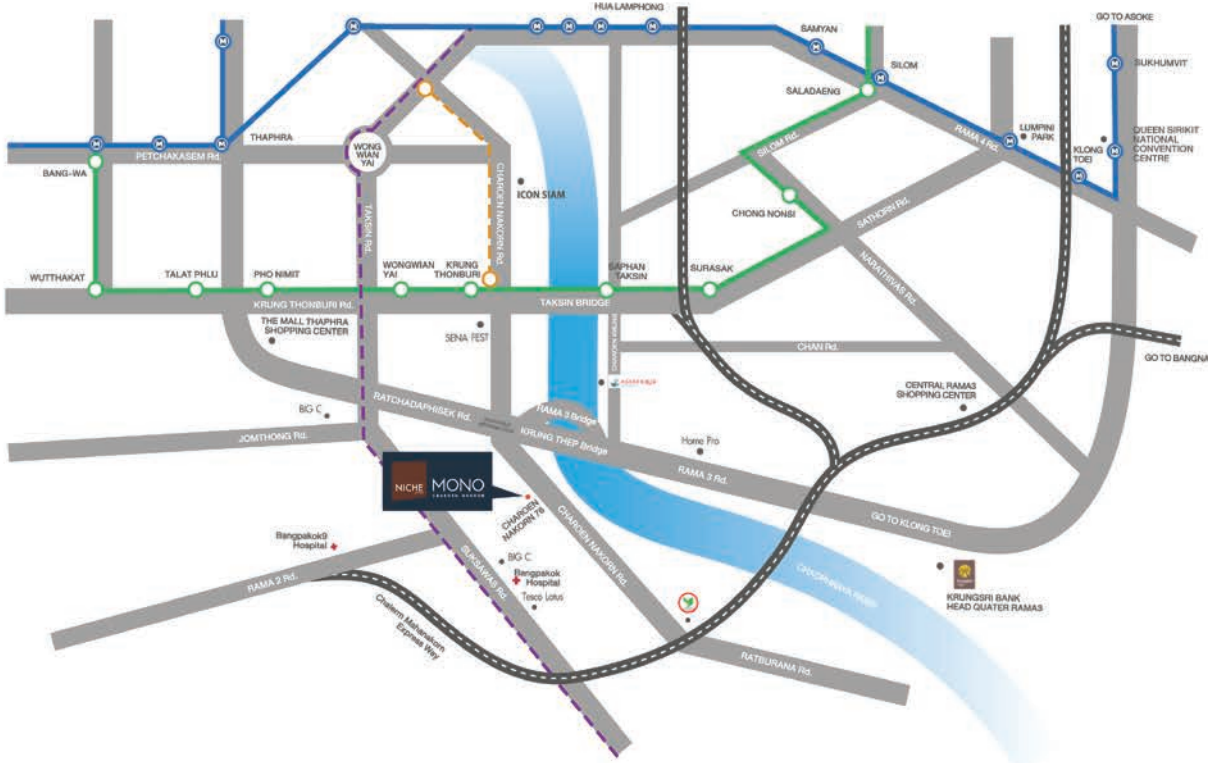 HUA LAMPHONG
GO TO ASOKE
SAMYAN
SILOM
SUKHUMVIT
SALADAENG
THAPHRA
PETCHAKASEM Rd.
BANG-WA
WONG
WIAN
YAI
CHAROEN NAKORN Rd.
ICON SIAM
SILOM Rd.
RAMA 4 Rd.
LUMPINI
PARK
KLONG
TOEI
QUEEN SIRIKIT
NATIONAL
CONVENTION
CENTRE
CHONG NONSI
SATHORN Rd.
TAKSIN Rd.
WUTTHAKAT
TALAT PHLU
PHO NIMIT
WONGWIAN
YAI
KRUNG
THONBURI
SAPHAN
TAKSIN
SURASAK
NARATHIVAS Rd.
KRUNG THONBURI Rd.
TAKSIN BRIDGE
THE MALL THAPHRA
SHOPPING CENTER
SENA FEST
CHAN Rd.
GO TO BANGNA
CENTRAL RAMA3
SHOPPING CENTER
RATCHADAPHISEK Rd.
RAMA 3 Bridge
KRUNG THEP Bridge
BIG C
JOMTHONG Rd.
Home Pro
RAMA 3 Rd.
GO TO KLONG TOEI
NICHE
MONO
CHAROEN NAKORN
CHAROEN
NAKORN 76
CHAROEN NAKORN Rd.
Bangpakok9
Hospital
RAMA 2 Rd.
SUKSAWAS Rd.
BIG C
Bangpakok
Hospital
Tesco Lotus
CHAOPHRAYA RIVER
KRUNGSRI BANK
HEAD QUATER RAMA3
Chalerm Mahanakorn
Express Way
RATBURANA Rd.